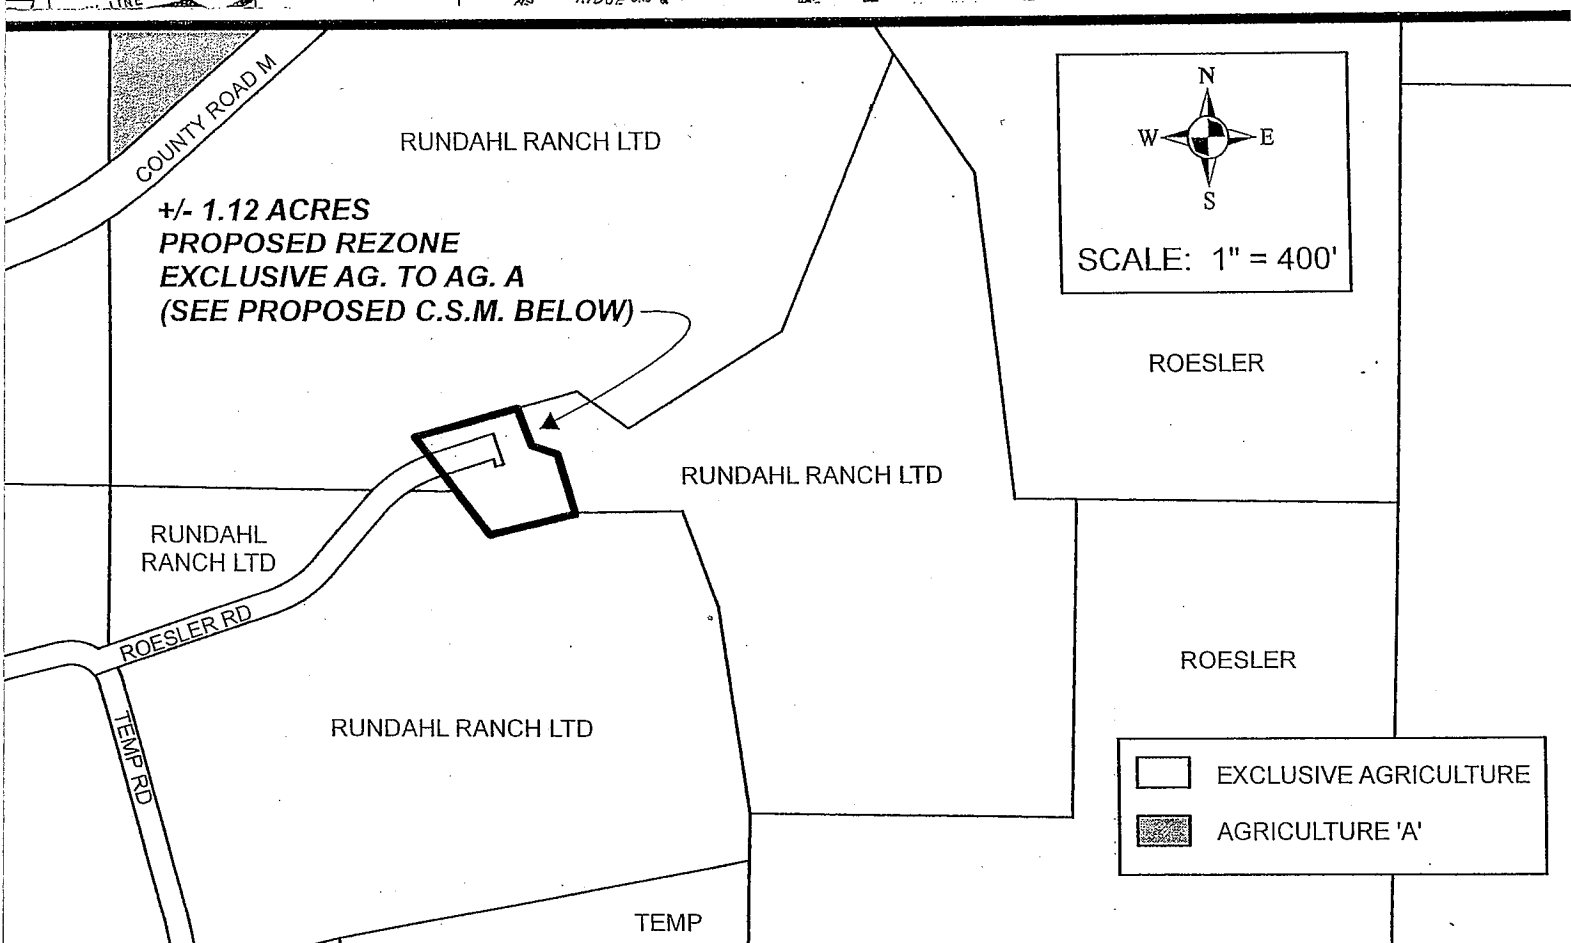 LINE
COUNTY ROAD M
RUNDAHL RANCH LTD
N
W E
S
SCALE: 1" = 400'
+/- 1.12 ACRES
PROPOSED REZONE
EXCLUSIVE AG. TO AG. A
(SEE PROPOSED C.S.M. BELOW)
ROESLER
RUNDAHL RANCH LTD
RUNDAHL
RANCH LTD
ROESLER RD
ROESLER
TEMP RD
RUNDAHL RANCH LTD
EXCLUSIVE AGRICULTURE
AGRICULTURE 'A'
TEMP